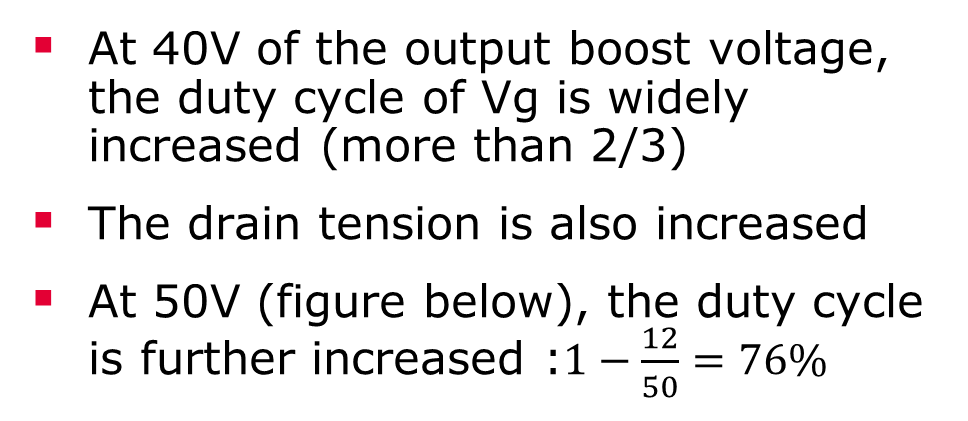 ▪ At 40V of the output boost voltage,
the duty cycle of Vg is widely
increased (more than 2/3)
▪ The drain tension is also increased
▪ At 50V (figure below), the duty cycle
is further increased :1 − 12/50 = 76%